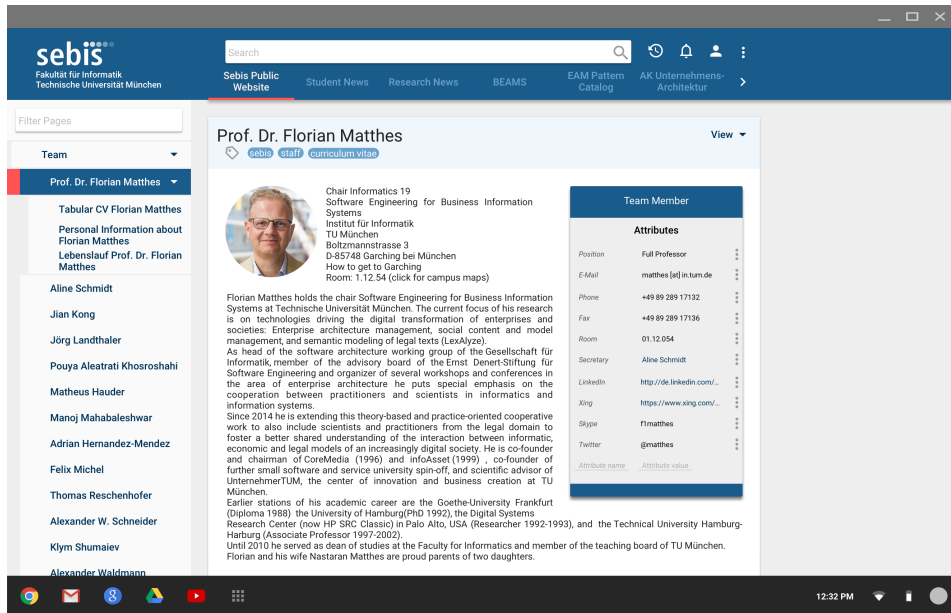 sebis
Fakultät für Informatik
Technische Universität München
Search
Sebis Public
Website
Student News
Research News
BEAMS
EAM Pattern
Catalog
AK Unternehmens-
Architektur
Filter Pages
Team
Prof. Dr. Florian Matthes
Tabular CV Florian Matthes
Personal Information about
Florian Matthes
Lebenslauf Prof. Dr. Florian
Matthes
Aline Schmidt
Jian Kong
Jörg Landthaler
Pouya Aleatrati Khosroshahi
Matheus Hauder
Manoj Mahabaleshwar
Adrian Hernandez-Mendez
Felix Michel
Thomas Reschenhofer
Alexander W. Schneider
Klym Shumaiev
Alexander Waldmann
Prof. Dr. Florian Matthes
View
sebis staff curriculum vitae
Chair Informatics 19
Software Engineering for Business Information
Systems
Institut für Informatik
TU München
Boltzmannstrasse 3
D-85748 Garching bei München
How to get to Garching
Room: 1.12.54 (click for campus maps)
Florian Matthes holds the chair Software Engineering for Business Information
Systems at Technische Universität München. The current focus of his research
is on technologies driving the digital transformation of enterprises and
societies: Enterprise architecture management, social content and model
management, and semantic modeling of legal texts (LexAlyze).
As head of the software architecture working group of the Gesellschaft für
Informatik, member of the advisory board of the Ernst Denert-Stiftung für
Software Engineering and organizer of several workshops and conferences in
the area of enterprise architecture he puts special emphasis on the
cooperation between practitioners and scientists in informatics and
information systems.
Since 2014 he is extending this theory-based and practice-oriented cooperative
work to also include scientists and practitioners from the legal domain to
foster a better shared understanding of the interaction between informatic,
economic and legal models of an increasingly digital society. He is co-founder
and chairman of CoreMedia (1996) and infoAsset (1999) , co-founder of
further small software and service university spin-off, and scientific advisor of
UnternehmerTUM, the center of innovation and business creation at TU
München.
Earlier stations of his academic career are the Goethe-University Frankfurt
(Diploma 1988) the University of Hamburg(PhD 1992), the Digital Systems
Research Center (now HP SRC Classic) in Palo Alto, USA (Researcher 1992-1993), and the Technical University Hamburg-
Harburg (Associate Professor 1997-2002).
Until 2010 he served as dean of studies at the Faculty for Informatics and member of the teaching board of TU München.
Florian and his wife Nastaran Matthes are proud parents of two daughters.
Team Member
Attributes
Position Full Professor
E-Mail matthes [at] in.tum.de
Phone +49 89 289 17132
Fax +49 89 289 17136
Room 01.12.054
Secretary Aline Schmidt
LinkedIn http://de.linkedin.com/...
Xing https://www.xing.com/...
Skype f1matthes
Twitter @matthes
Attribute name Attribute value
8
12:32 PM